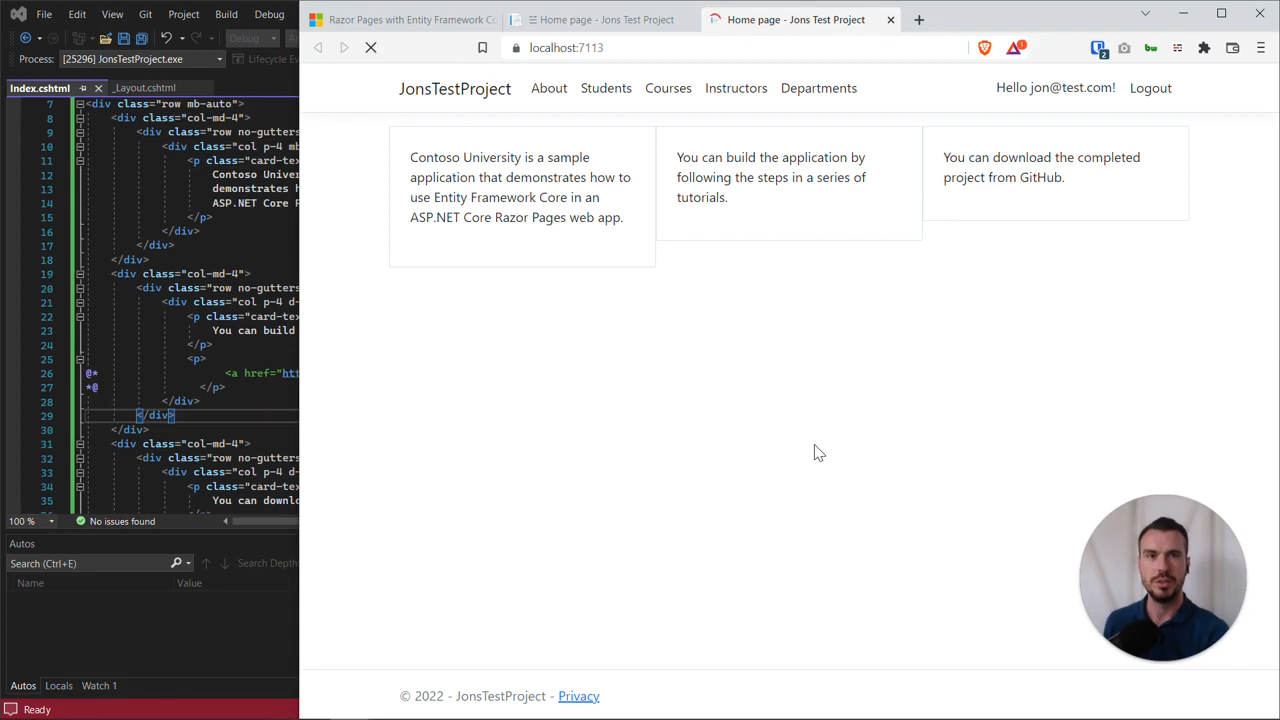 File Edit View Git Project Build Debug
Debug
Process: [25296] JonsTestProject.exe Lifecycle Ev
Index.cshtml _Layout.cshtml
7 <div class="row mb-auto">
8 <div class="col-md-4">
9 <div class="row no-gutters
10 <div class="col p-4 mb
11 <p class="card-tex
12 Contoso Univer
13 demonstrates h
14 ASP.NET Core R
15 </p>
16 </div>
17 </div>
18 </div>
19 <div class="col-md-4">
20 <div class="row no-gutters
21 <div class="col p-4 d-
22 <p class="card-tex
23 You can build
24 </p>
25 <p>
26 @* <a href="htt
27 *@ </p>
28 </div>
29 </div>
30 </div>
31 <div class="col-md-4">
32 <div class="row no-gutters
33 <div class="col p-4 d-
34 <p class="card-tex
35 You can downlo
100 % No issues found
Autos
Search (Ctrl+E) Search Depth:
Name Value
Autos Locals Watch 1
Ready
Razor Pages with Entity Framework Co Home page - Jons Test Project Home page - Jons Test Project
localhost:7113 1 2 bw
JonsTestProject About Students Courses Instructors Departments Hello jon@test.com! Logout
Contoso University is a sample
application that demonstrates how to
use Entity Framework Core in an
ASP.NET Core Razor Pages web app.
You can build the application by
following the steps in a series of
tutorials.
You can download the completed
project from GitHub.
© 2022 - JonsTestProject - Privacy